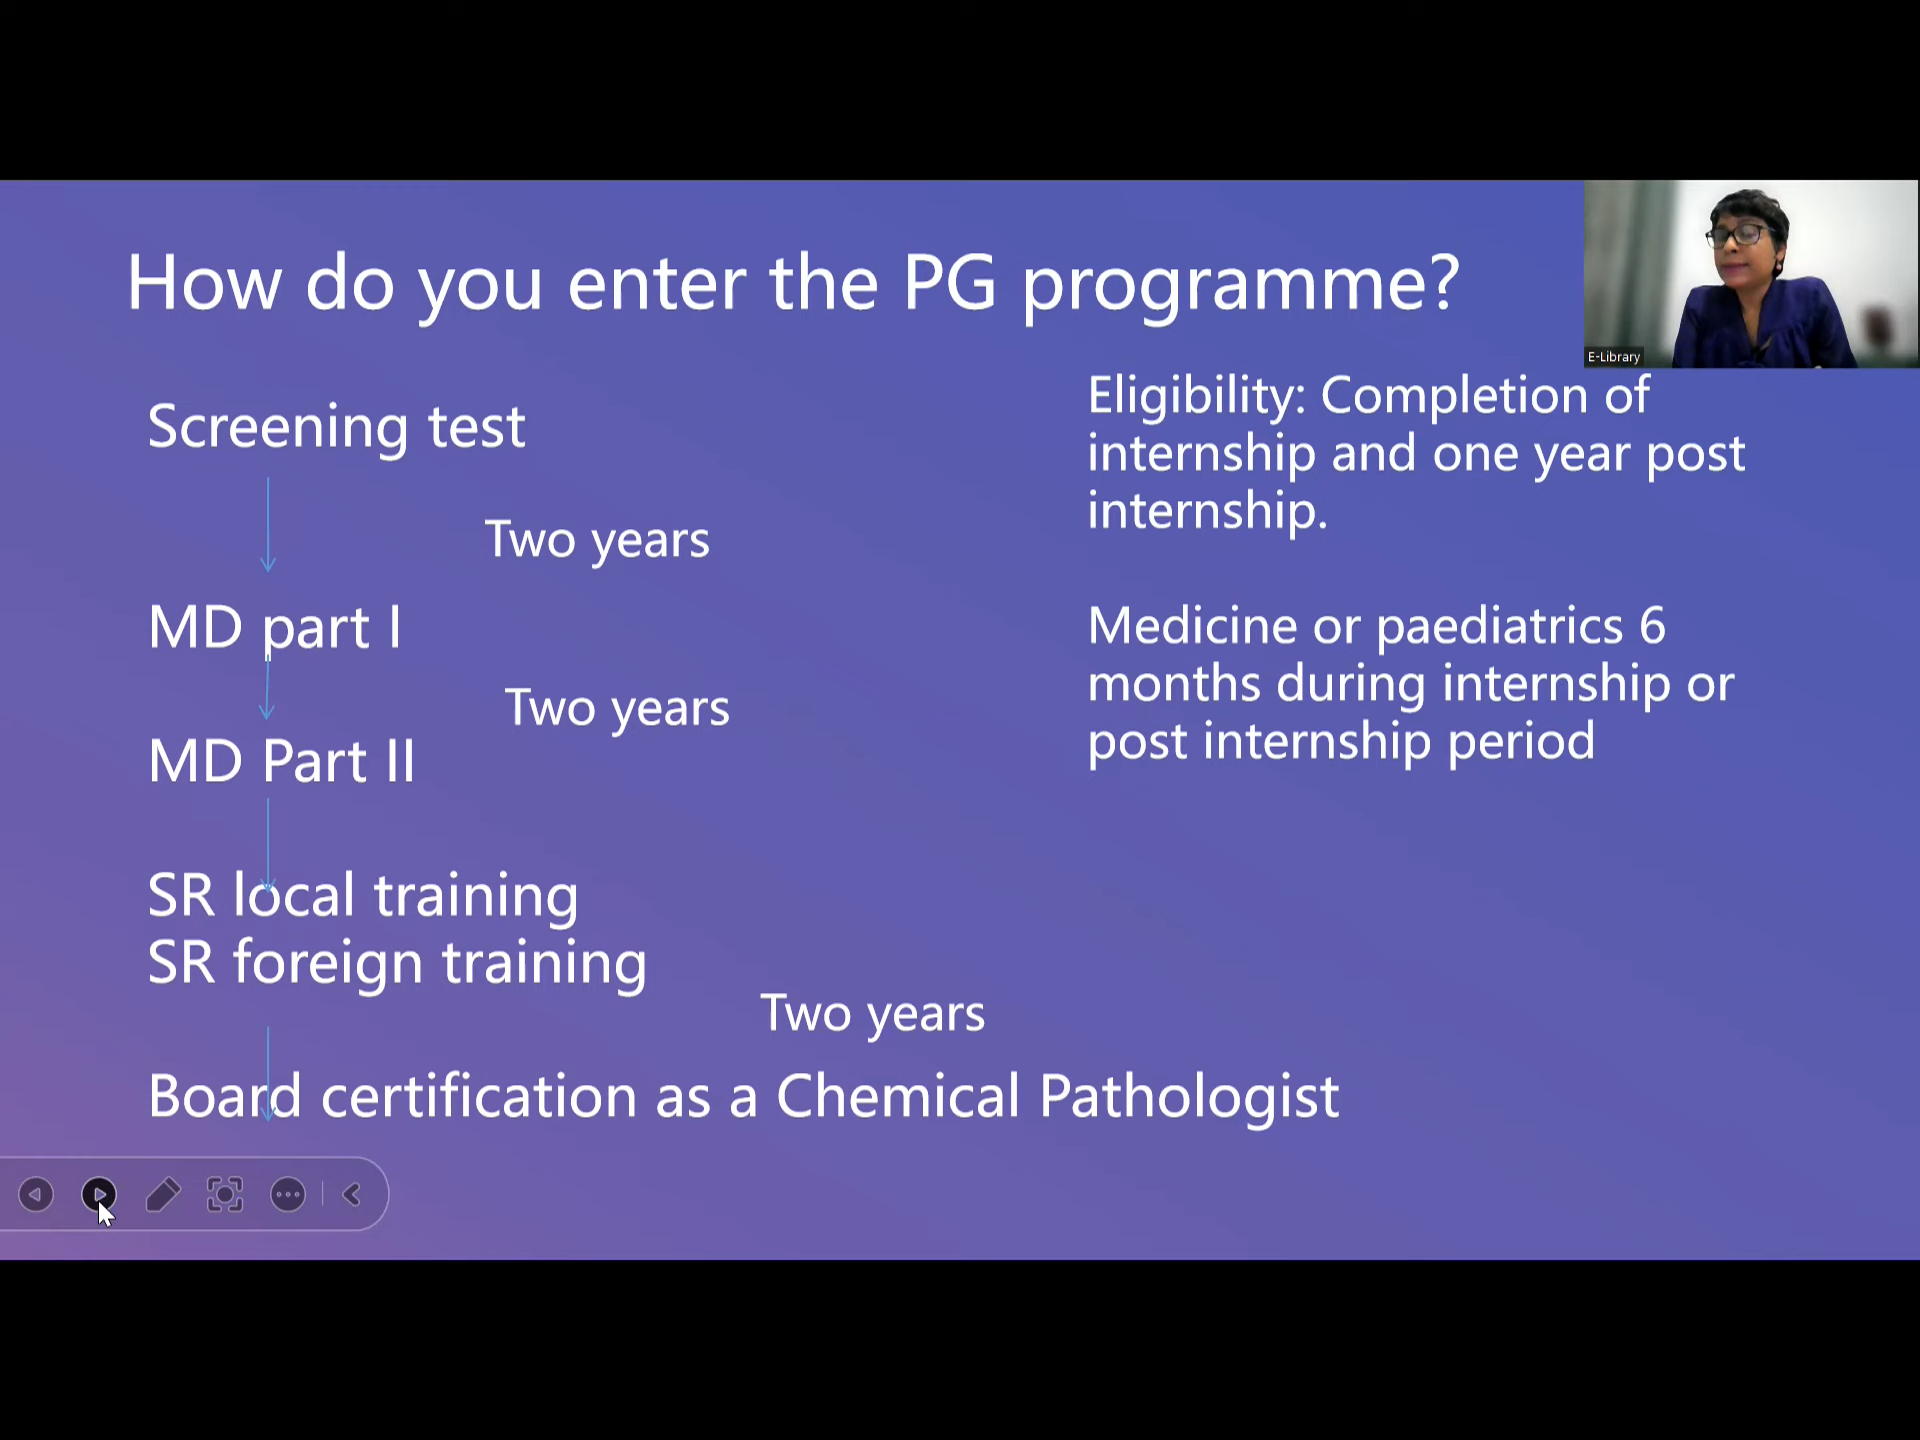 How do you enter the PG programme?
E-Library
Screening test
Two years
MD part I
Two years
MD Part II
SR local training
SR foreign training
Two years
Board certification as a Chemical Pathologist
Eligibility: Completion of
internship and one year post
internship.
Medicine or paediatrics 6
months during internship or
post internship period